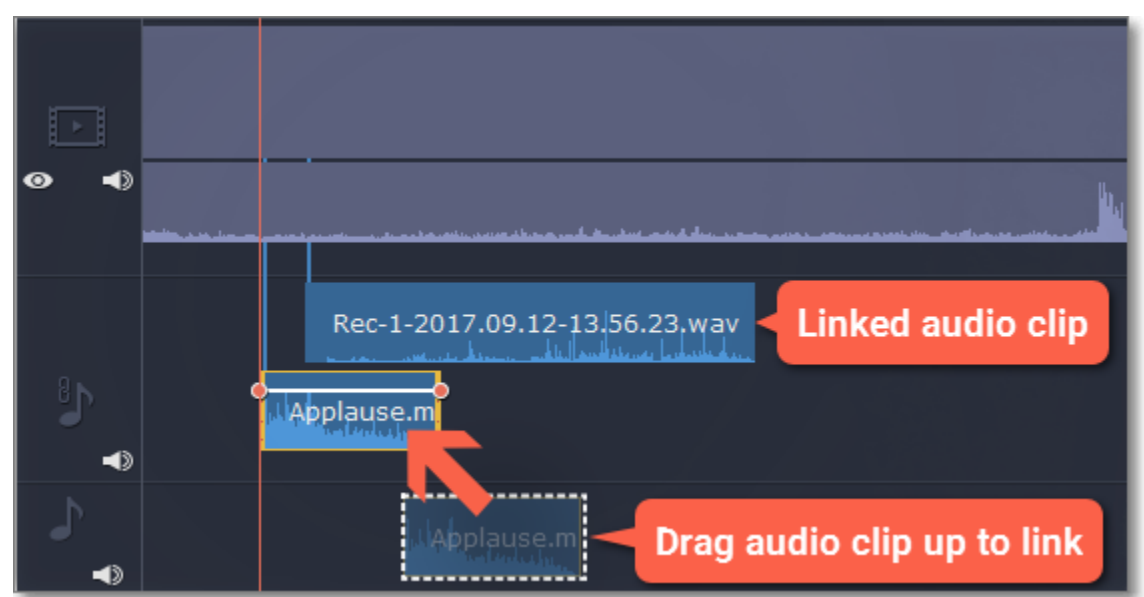 Rec-1-2017.09.12-13.56.23.wav
Linked audio clip
Applause.m
Applause.m
Drag audio clip up to link